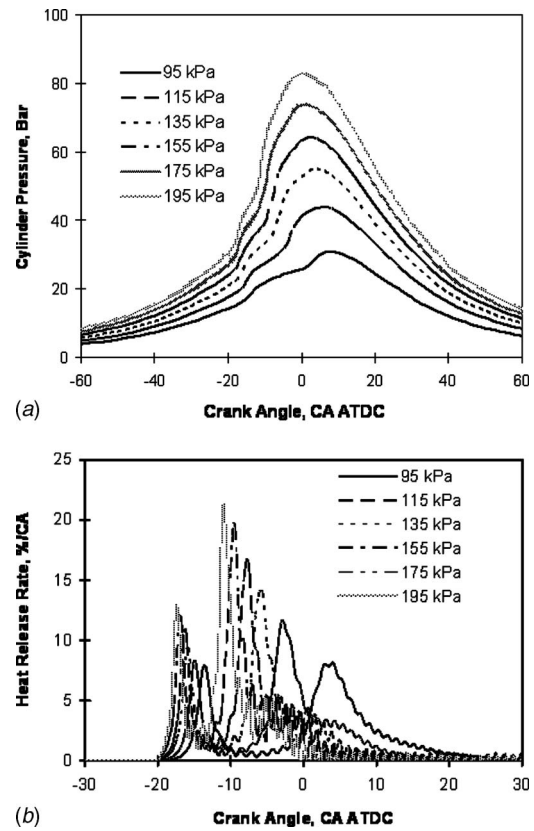 100
80
60
40
20
0
Cylinder Pressure, Bar
95 kPa
115 kPa
135 kPa
155 kPa
175 kPa
195 kPa
-60 -40 -20 0 20 40 60
(a) Crank Angle, CA ATDC
25
20
15
10
5
0
Heat Release Rate, %/CA
95 kPa
115 kPa
135 kPa
155 kPa
175 kPa
195 kPa
-30 -20 -10 0 10 20 30
(b) Crank Angle, CA ATDC